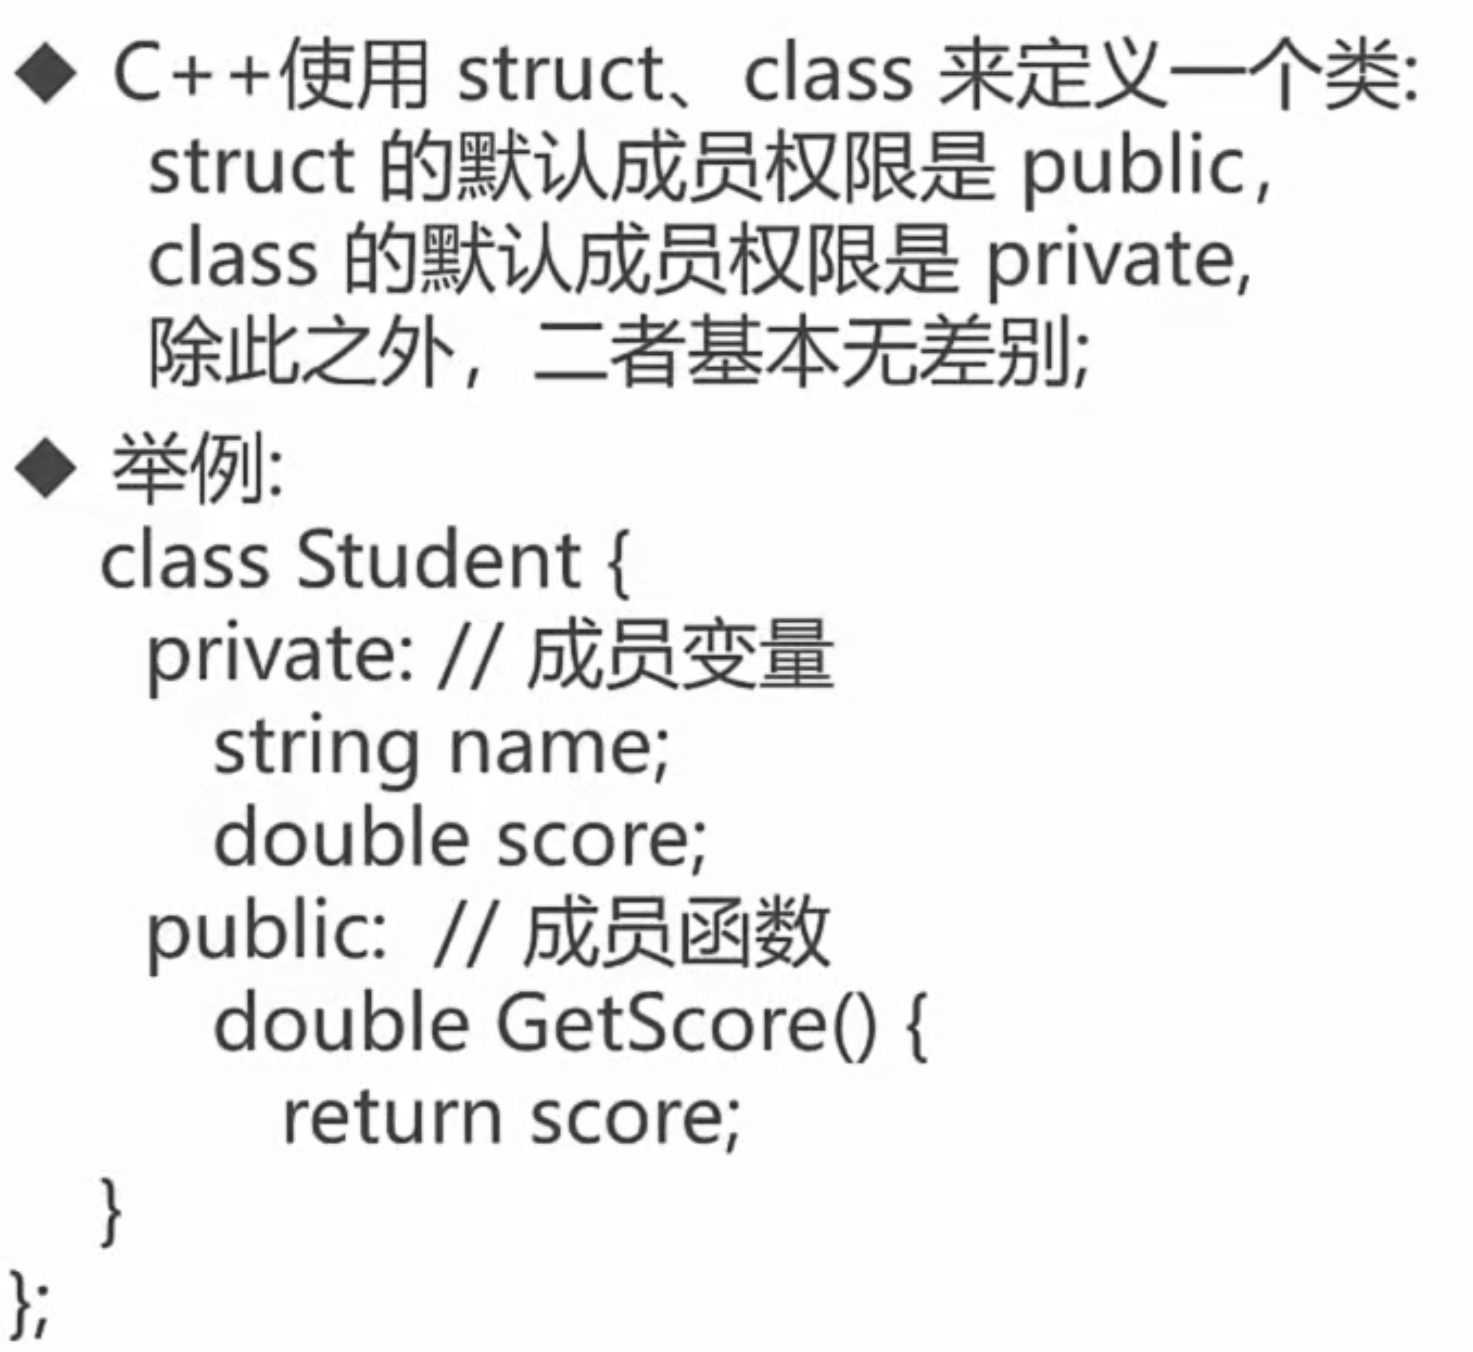 ◆ C++使用 struct、class 来定义一个类:
struct 的默认成员权限是 public,
class 的默认成员权限是 private,
除此之外，二者基本无差别;
◆ 举例:
class Student {
private: // 成员变量
string name;
double score;
public: // 成员函数
double GetScore() {
return score;
}
};